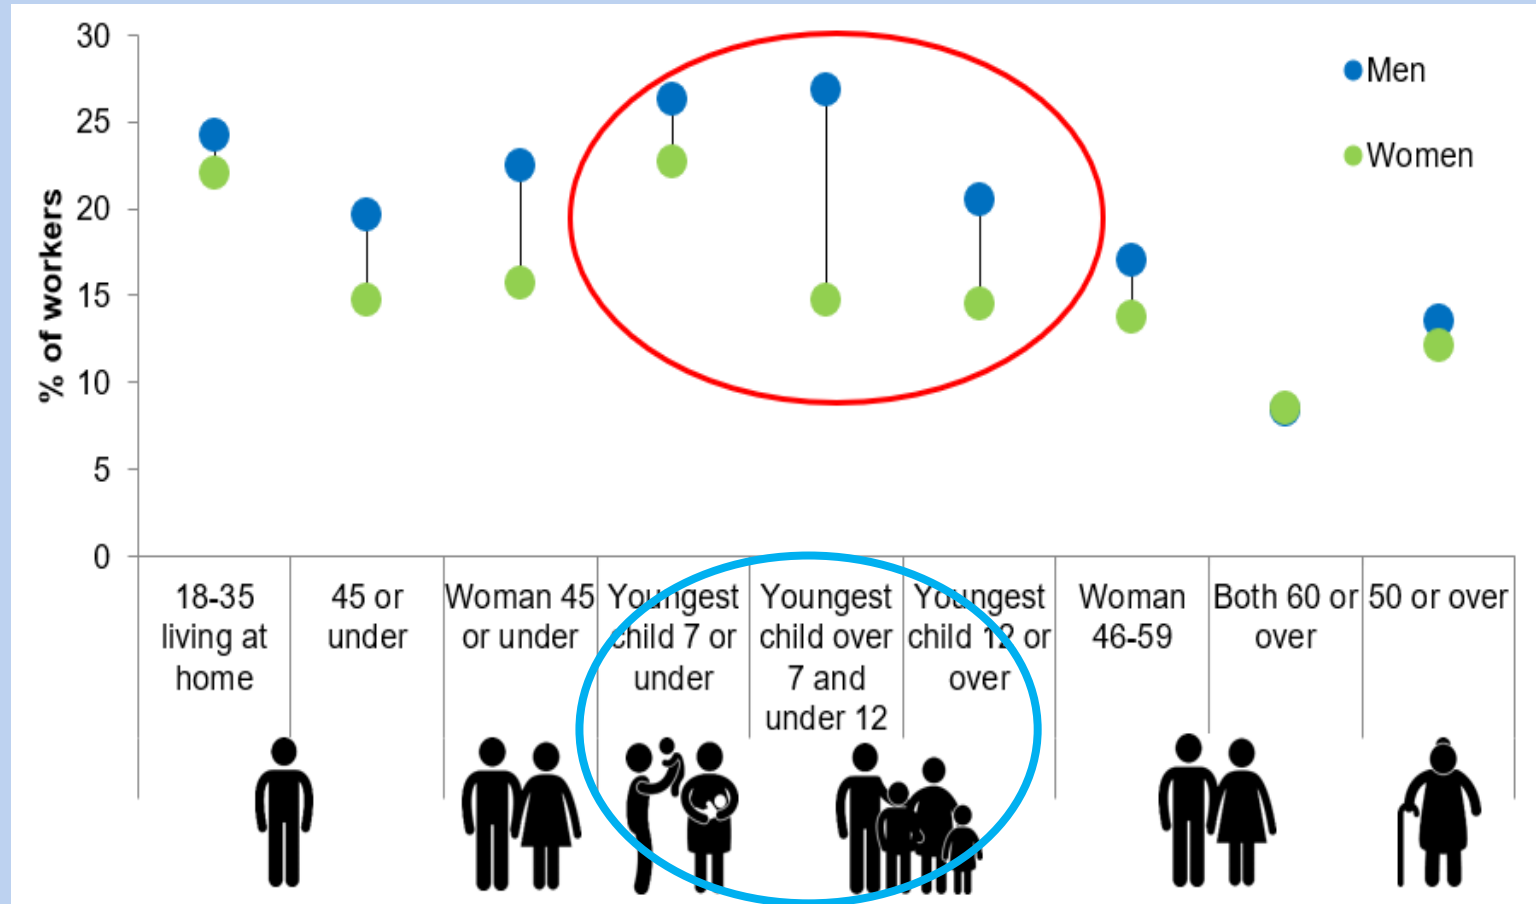 30
25
20
15
10
5
0
% of workers
Men
Women
18-35
living at
home
45 or
under
Woman 45
or under
Youngest
child 7 or
under
Youngest
child over
7 and
under 12
Youngest
child 12 or
over
Woman
46-59
Both 60 or
over
50 or over